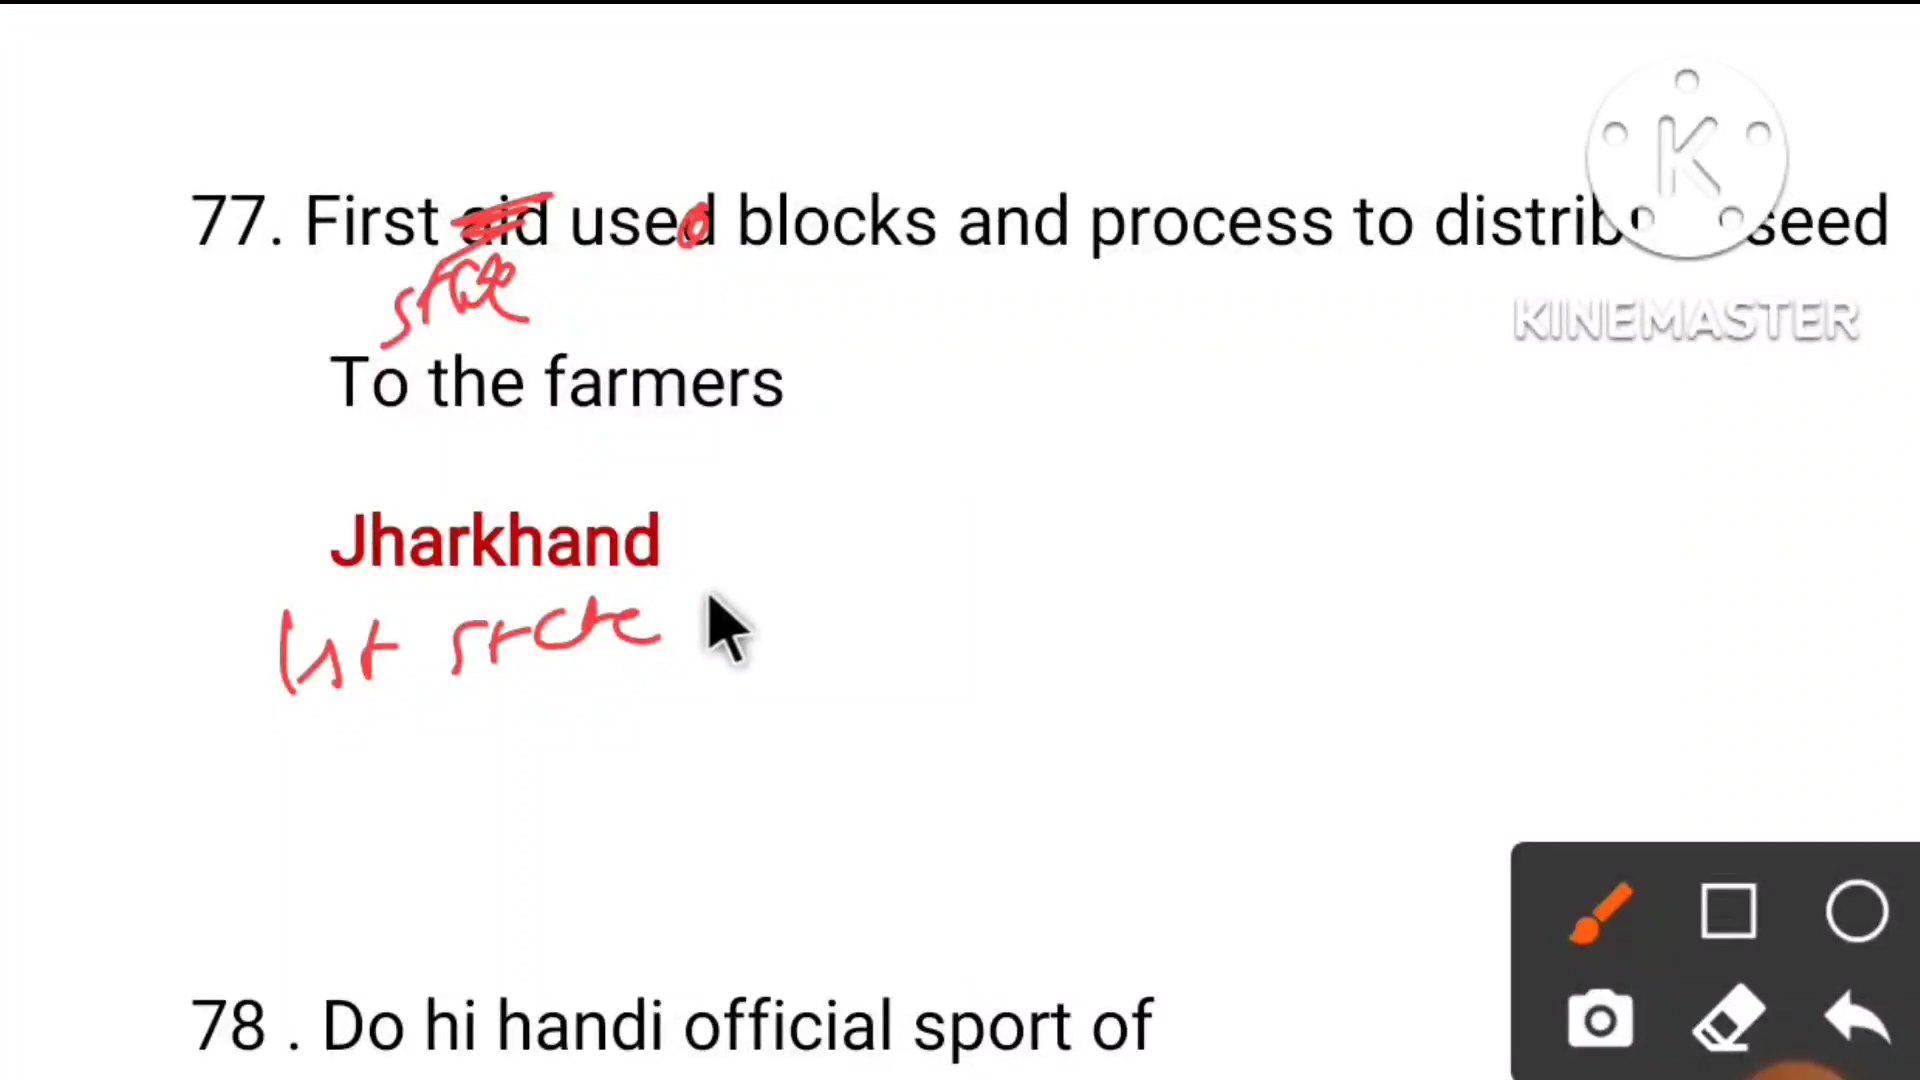 77. First aid used blocks and process to distrib seed
state
To the farmers
Jharkhand
1st state
78 . Do hi handi official sport of
KINEMASTER